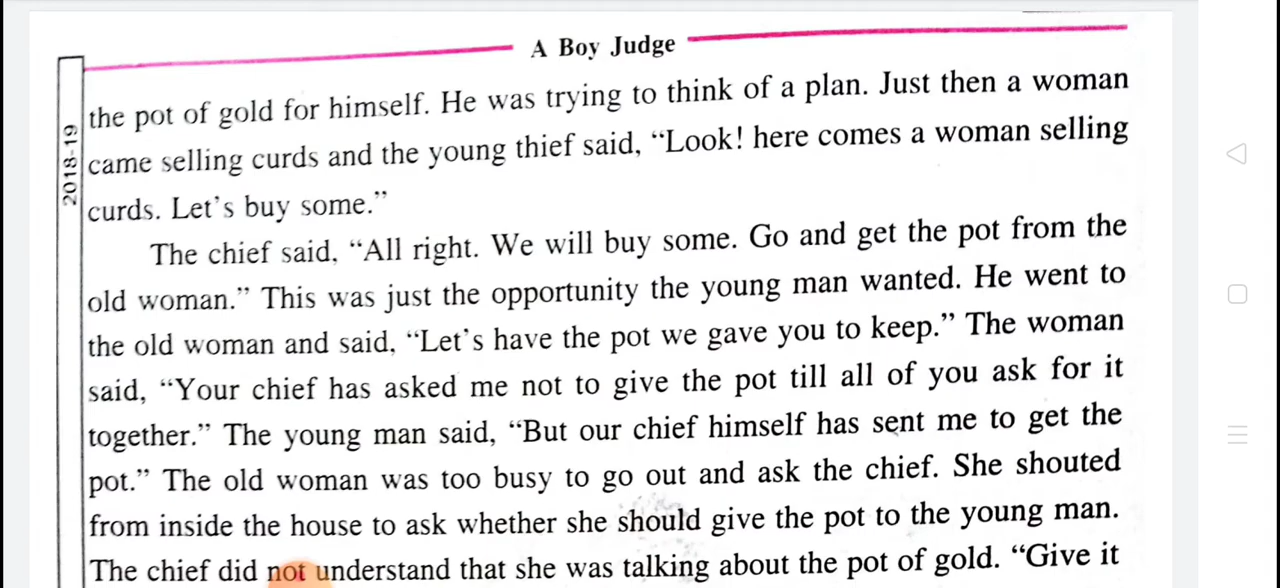 A Boy Judge
2018-19
the pot of gold for himself. He was trying to think of a plan. Just then a woman
came selling curds and the young thief said, “Look! here comes a woman selling
curds. Let’s buy some.”
The chief said, “All right. We will buy some. Go and get the pot from the
old woman.” This was just the opportunity the young man wanted. He went to
the old woman and said, “Let’s have the pot we gave you to keep.” The woman
said, “Your chief has asked me not to give the pot till all of you ask for it
together.” The young man said, “But our chief himself has sent me to get the
pot.” The old woman was too busy to go out and ask the chief. She shouted
from inside the house to ask whether she should give the pot to the young man.
The chief did not understand that she was talking about the pot of gold. “Give it